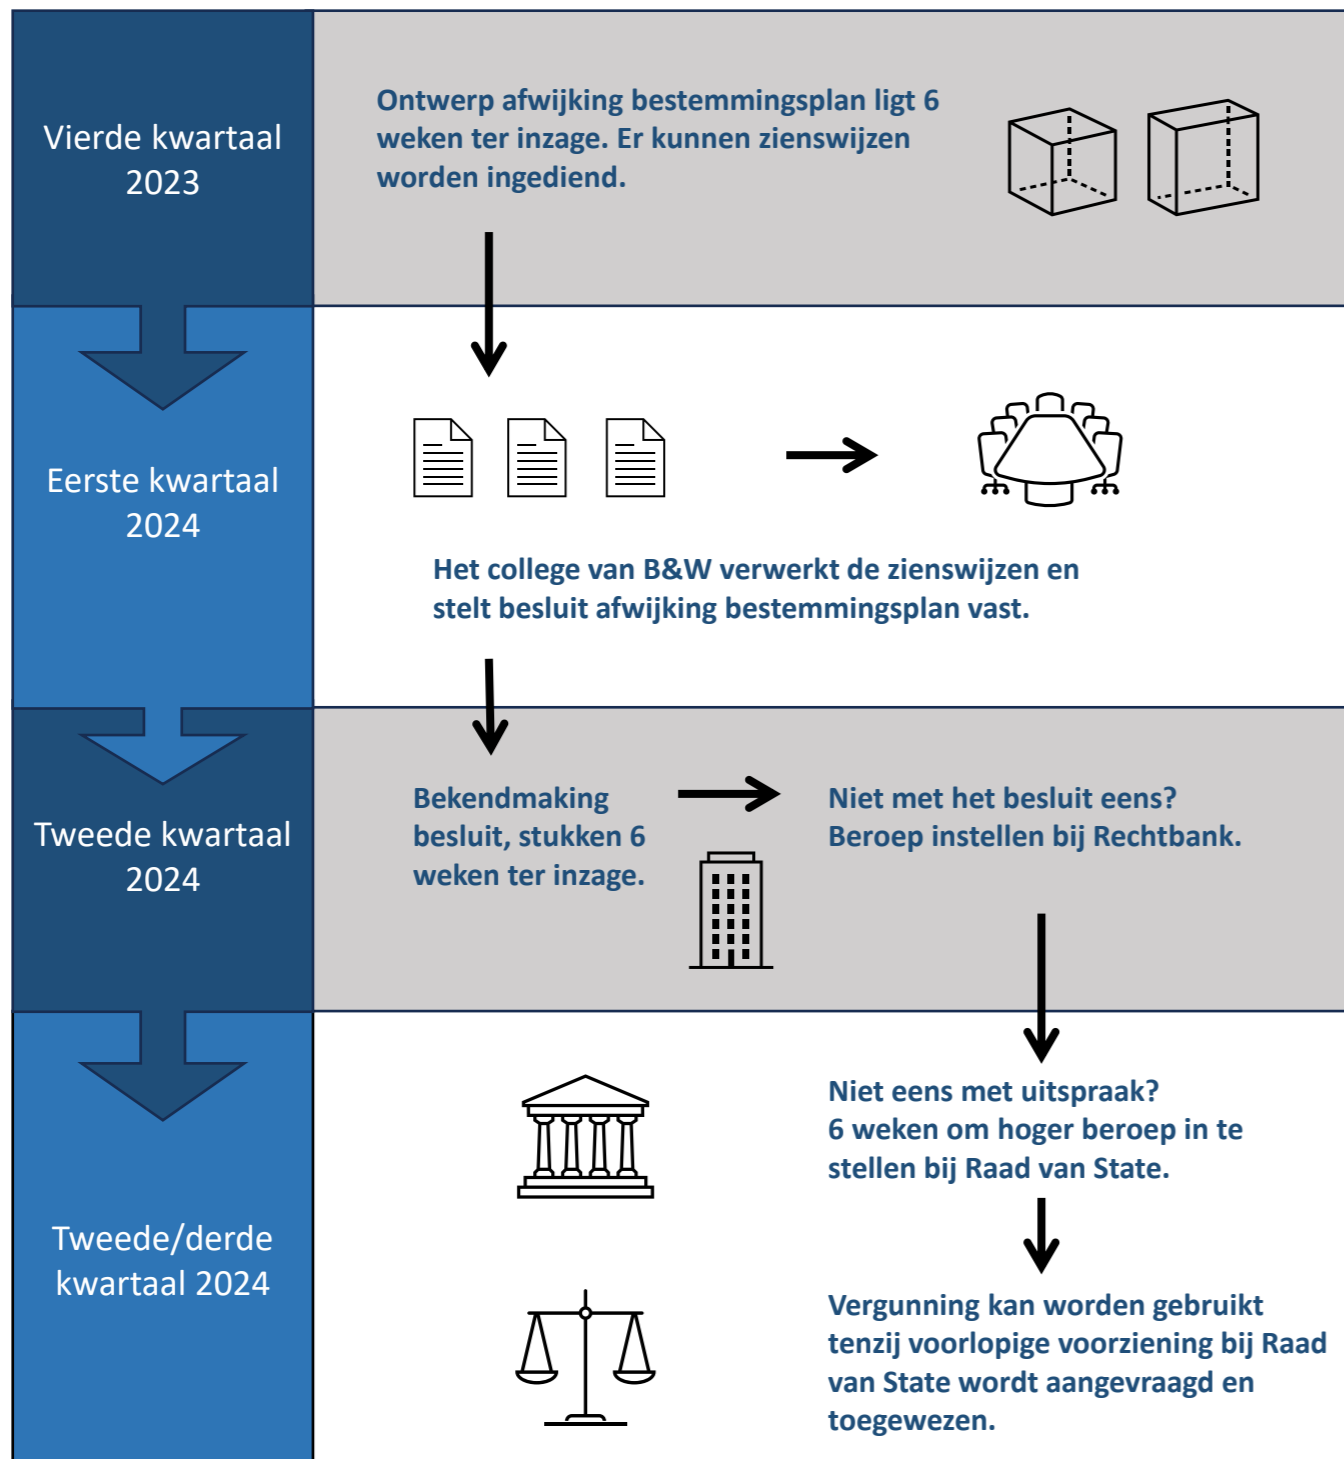 Vierde kwartaal
2023
Ontwerp afwijking bestemmingsplan ligt 6
weken ter inzage. Er kunnen zienswijzen
worden ingediend.
Eerste kwartaal
2024
Het college van B&W verwerkt de zienswijzen en
stelt besluit afwijking bestemmingsplan vast.
Tweede kwartaal
2024
Bekendmaking
besluit, stukken 6
weken ter inzage.
Niet met het besluit eens?
Beroep instellen bij Rechtbank.
Tweede/derde
kwartaal 2024
Niet eens met uitspraak?
6 weken om hoger beroep in te
stellen bij Raad van State.
Vergunning kan worden gebruikt
tenzij voorlopige voorziening bij Raad
van State wordt aangevraagd en
toegewezen.